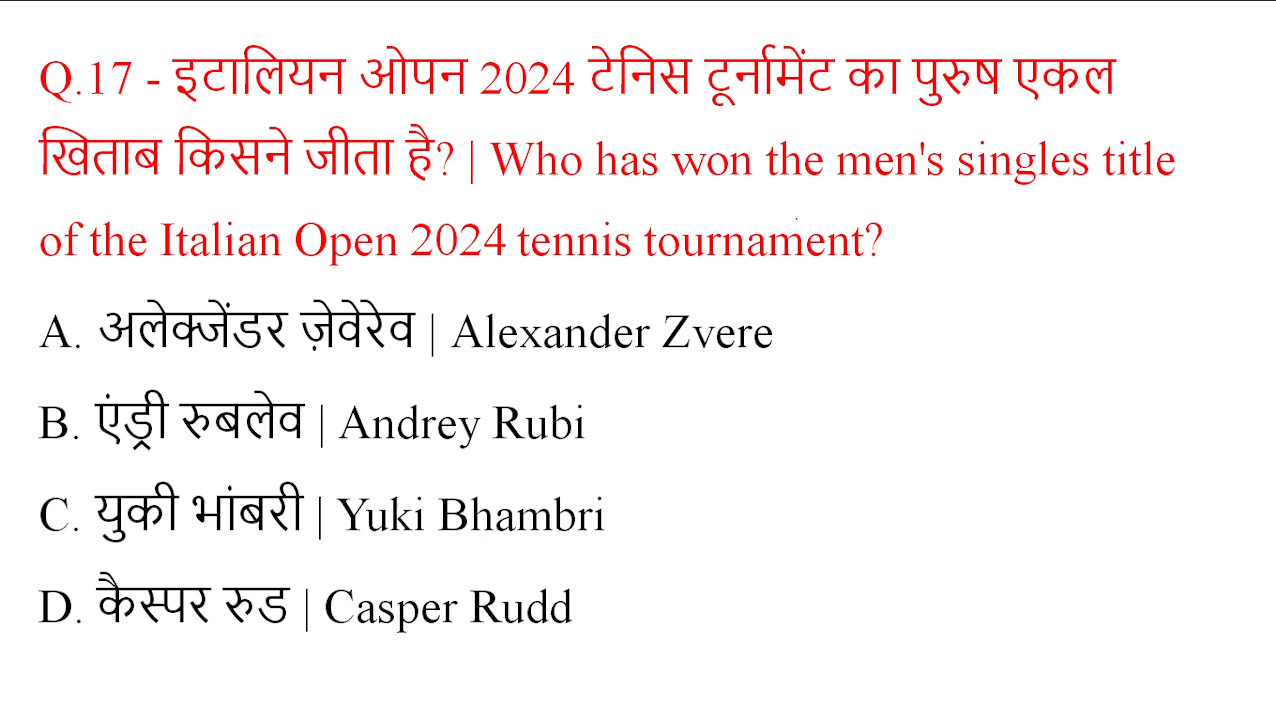 Q.17 - इटालियन ओपन 2024 टेनिस टूर्नामेंट का पुरुष एकल
खिताब किसने जीता है? | Who has won the men's singles title
of the Italian Open 2024 tennis tournament?
A. अलेक्जेंडर ज़ेवेरेव | Alexander Zvere
B. एंड्री रुबलेव | Andrey Rubi
C. युकी भांबरी | Yuki Bhambri
D. कैस्पर रुड | Casper Rudd